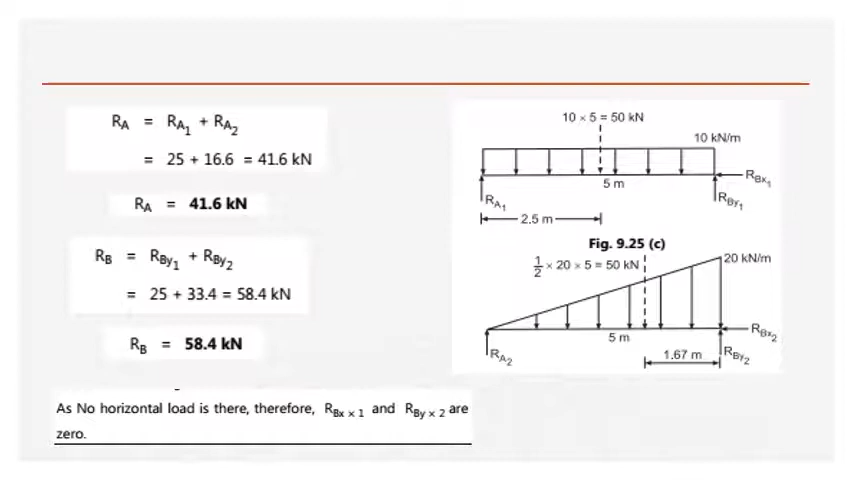 R_A = R_A1 + R_A2
= 25 + 16.6 = 41.6 kN
R_A = 41.6 kN
R_B = R_By1 + R_By2
= 25 + 33.4 = 58.4 kN
R_B = 58.4 kN
As No horizontal load is there, therefore, R_Bx × 1 and R_By × 2 are
zero.
10 × 5 = 50 kN
10 kN/m
R_Bx1
5 m
R_A1
R_By1
2.5 m
Fig. 9.25 (c)
1/2 × 20 × 5 = 50 kN
20 kN/m
R_Bx2
5 m
R_A2
1.67 m
R_By2